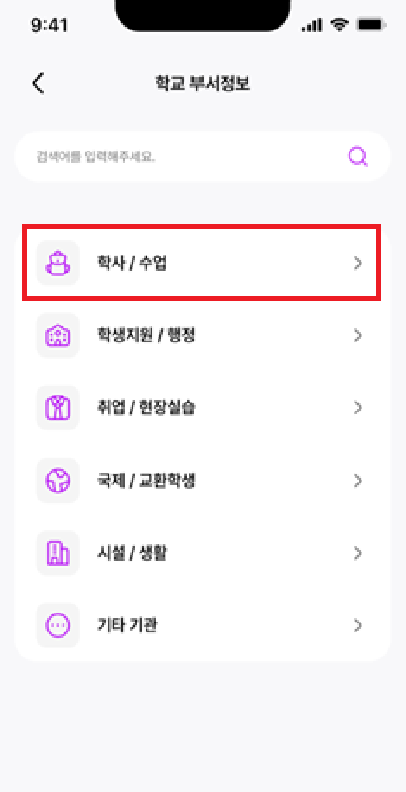 9:41
학교 부서정보
검색어를 입력해주세요.
학사 / 수업
학생지원 / 행정
취업 / 현장실습
국제 / 교환학생
시설 / 생활
기타 기관